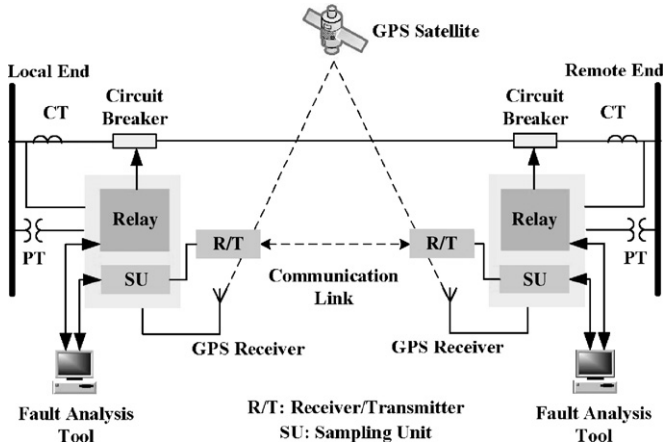 GPS Satellite
Local End
Remote End
Circuit
Breaker
Circuit
Breaker
CT
CT
Relay
Relay
R/T
R/T
PT
PT
SU
SU
Communication
Link
GPS Receiver
GPS Receiver
Fault Analysis
Tool
R/T: Receiver/Transmitter
SU: Sampling Unit
Fault Analysis
Tool